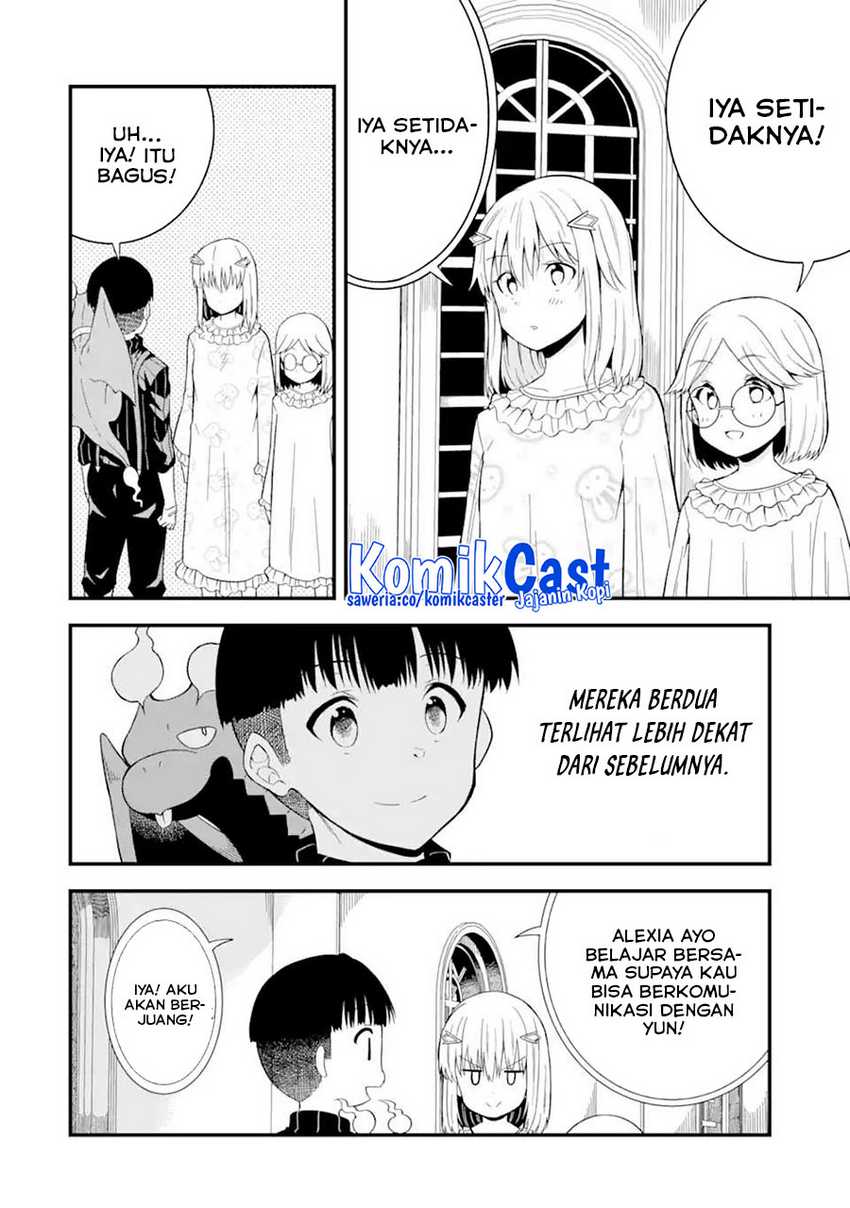 IYA SETI-
DAKNYA!
IYA SETIDA-
KNYA...
UH...
IYA! ITU
BAGUS!
KomikCast
saweria.co/komikcaster Jajanin Kopi
MEREKA BERDUA
TERLIHAT LEBIH DEKAT
DARI SEBELUMNYA.
ALEXIA AYO
BELAJAR BERSA-
MA SUPAYA KAU
BISA BERKOMU-
NIKASI DENGAN
YUN!
IYA! AKU
AKAN BER-
JUANG!